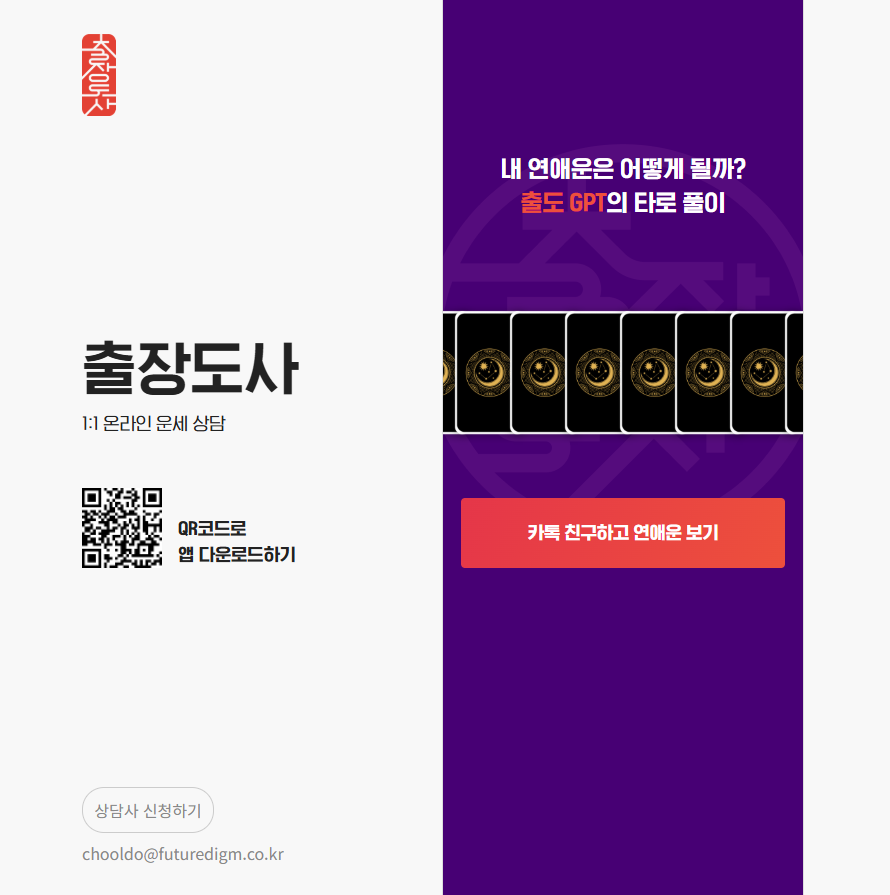 출장도사
출장도사
1:1 온라인 운세 상담
QR코드로
앱 다운로드하기
상담사 신청하기
chooldo@futuredigm.co.kr
내 연애운은 어떻게 될까?
출도 GPT의 타로 풀이
카톡 친구하고 연애운 보기